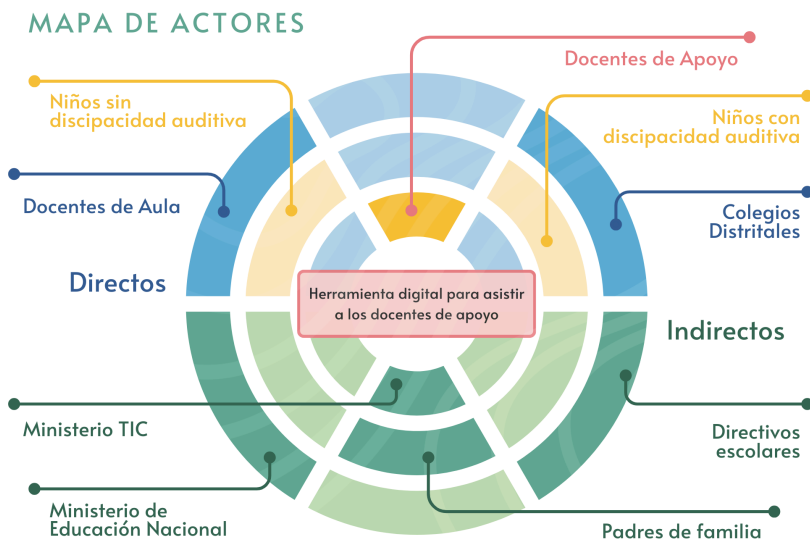 MAPA DE ACTORES
Docentes de Apoyo
Niños sin
discipacidad auditiva
Niños con
discipacidad auditiva
Docentes de Aula
Colegios
Distritales
Directos
Herramienta digital para asistir
a los docentes de apoyo
Indirectos
Ministerio TIC
Directivos
escolares
Ministerio de
Educación Nacional
Padres de familia